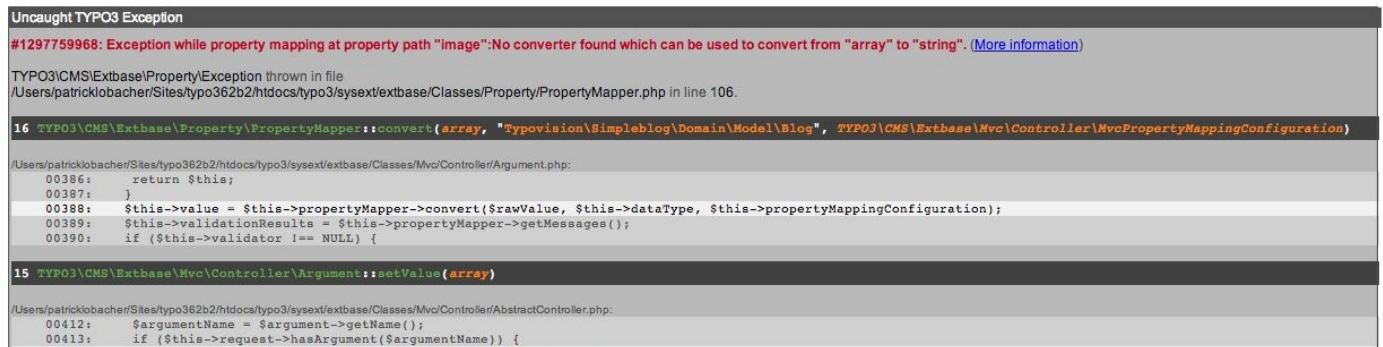 Uncaught TYPO3 Exception
#1297759968: Exception while property mapping at property path "image":No converter found which can be used to convert from "array" to "string". (More information)
TYPO3\CMS\Extbase\Property\Exception thrown in file
/Users/patricklobacher/Sites/typo362b2/htdocs/typo3/sysext/extbase/Classes/Property/PropertyMapper.php in line 106.
16 TYPO3\CMS\Extbase\Property\PropertyMapper::convert(array, "Typovision\Simpleblog\Domain\Model\Blog", TYPO3\CMS\Extbase\Mvc\Controller\MvcPropertyMappingConfiguration)
/Users/patricklobacher/Sites/typo362b2/htdocs/typo3/sysext/extbase/Classes/Mvc/Controller/Argument.php:
00386: return $this;
00387: }
00388: $this->value = $this->propertyMapper->convert($rawValue, $this->dataType, $this->propertyMappingConfiguration);
00389: $this->validationResults = $this->propertyMapper->getMessages();
00390: if ($this->validator !== NULL) {
15 TYPO3\CMS\Extbase\Mvc\Controller\Argument::setValue(array)
/Users/patricklobacher/Sites/typo362b2/htdocs/typo3/sysext/extbase/Classes/Mvc/Controller/AbstractController.php:
00412: $argumentName = $argument->getName();
00413: if ($this->request->hasArgument($argumentName)) {